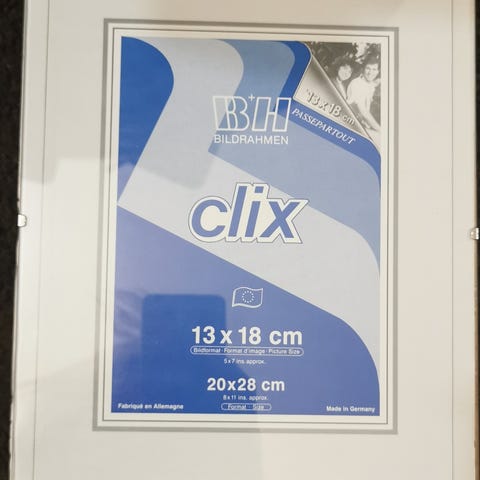 B+H
BILDRAHMEN
13x18 cm
PASSEPARTOUT
clix
13 x 18 cm
Bildformat · Format d'image · Picture Size
5 x 7 ins. approx.
20x28 cm
8 x 11 ins. approx.
Format · Size
Fabriqué en Allemagne
Made in Germany